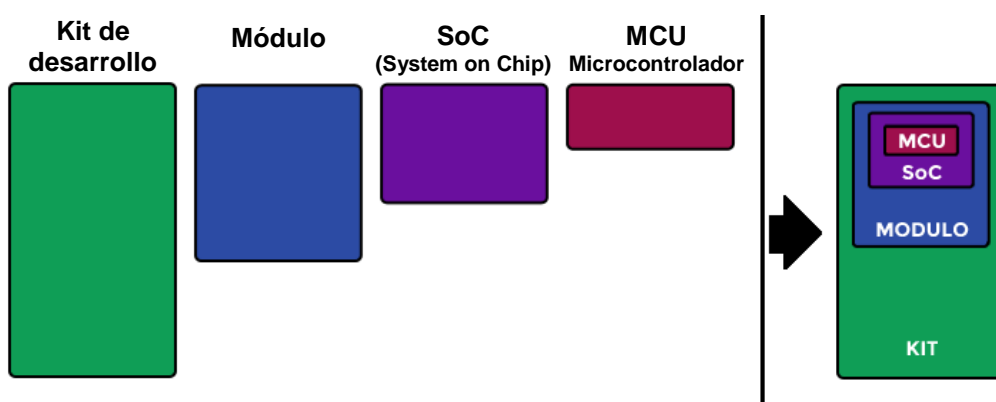 Kit de
desarrollo
Módulo
SoC
(System on Chip)
MCU
Microcontrolador
MCU
SoC
MODULO
KIT